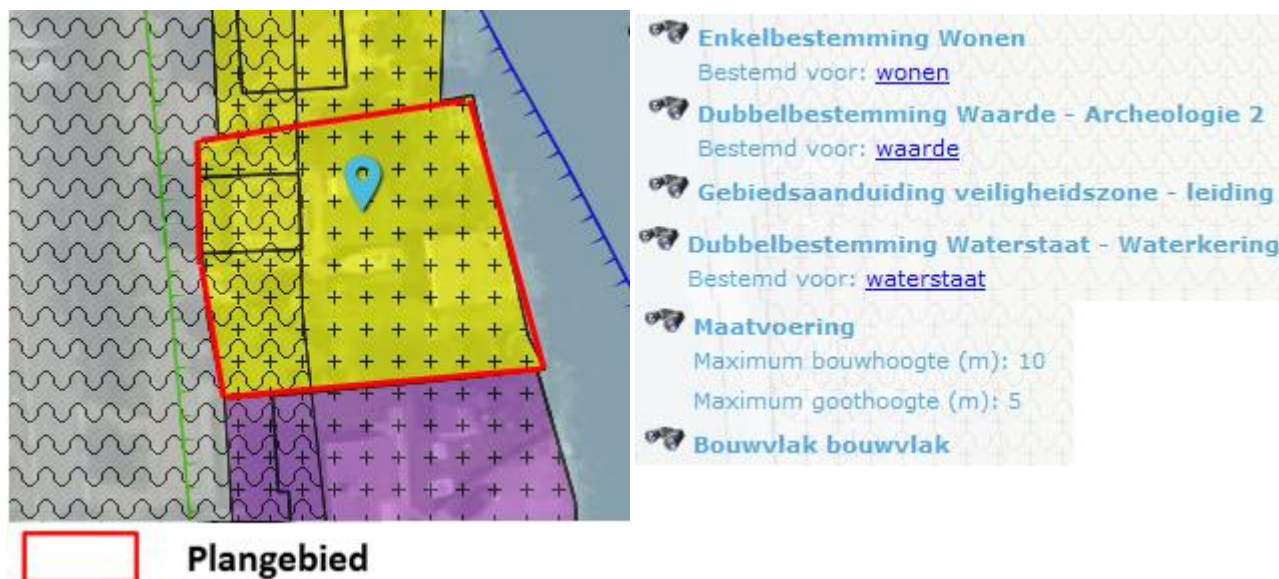 Enkelbestemming Wonen
Bestemd voor: wonen
Dubbelbestemming Waarde - Archeologie 2
Bestemd voor: waarde
Gebiedsaanduiding veiligheidszone - leiding
Dubbelbestemming Waterstaat - Waterkering
Bestemd voor: waterstaat
Maatvoering
Maximum bouwhoogte (m): 10
Maximum goothoogte (m): 5
Bouwvlak bouwvlak
Plangebied